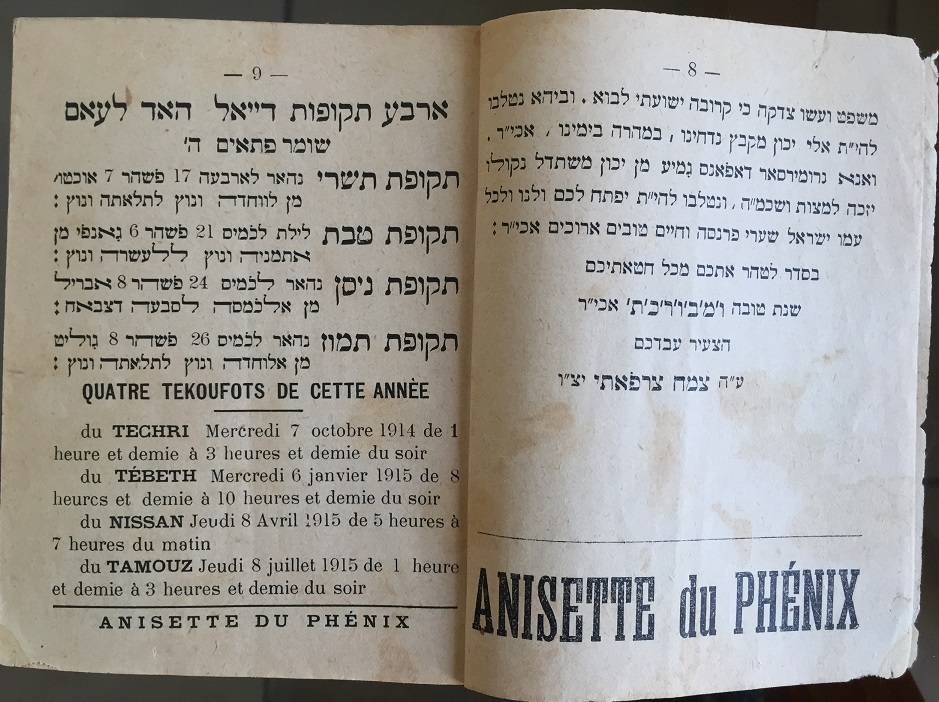 — 8 —
משפט ועשו צדקה כי קרובה ישועתי לבוא . וביהא נטלבו
להי״ת אלי יכון מקבץ נדחינו , במהרה בימינו , אכי״ר .
ואנא נרומירסאר דאפאנס גמיע מן יכון משתדל נקולו
יזכה למצות ושכמ״ה , ונטלבו להי״ת יפתח לכם ולנו ולכל
עמו ישראל שערי פרנסה וחיים טובים ארוכים אכי״ר :
בסדר לטהר אתכם מכל חטאתיכם
שנת טובה ו׳מ׳ב׳ו׳ר׳כ׳ת׳ אכי״ר
הצעיר עבדכם
ע״ה צמח צרפאתי יצ״ו
ANISETTE du PHÉNIX
— 9 —
ארבע תקופות דייאל האד לעאם
שומר פתאים ה׳
תקופת תשרי נהאר לארבעה 17 פשהר 7 אוכטו׳
מן לווחדה ונוץ לתלאתה ונוץ :
תקופת טבת לילת לכמיס 21 פשהר 6 גאנפי מן
אתמניה ונוץ ללעשרה ונוץ :
תקופת ניסן נהאר לכמיס 24 פשהר 8 אבריל
מן אלכמסה לסבעה דצבאח :
תקופת תמוז נהאר לכמיס 26 פשהר 8 גוליט
מן אלוחדה ונוץ לתלאתה ונוץ :
QUATRE TEKOUFOTS DE CETTE ANNÈE
du TECHRI Mercredi 7 octobre 1914 de 1
heure et demie à 3 heures et demie du soir
du TÉBETH Mercredi 6 janvier 1915 de 8
heurcs et demie à 10 heures et demie du soir
du NISSAN Jeudi 8 Avril 1915 de 5 heures à
7 heures du matin
du TAMOUZ Jeudi 8 juillet 1915 de 1 heure
et demie à 3 heures et demie du soir
ANISETTE DU PHÉNIX